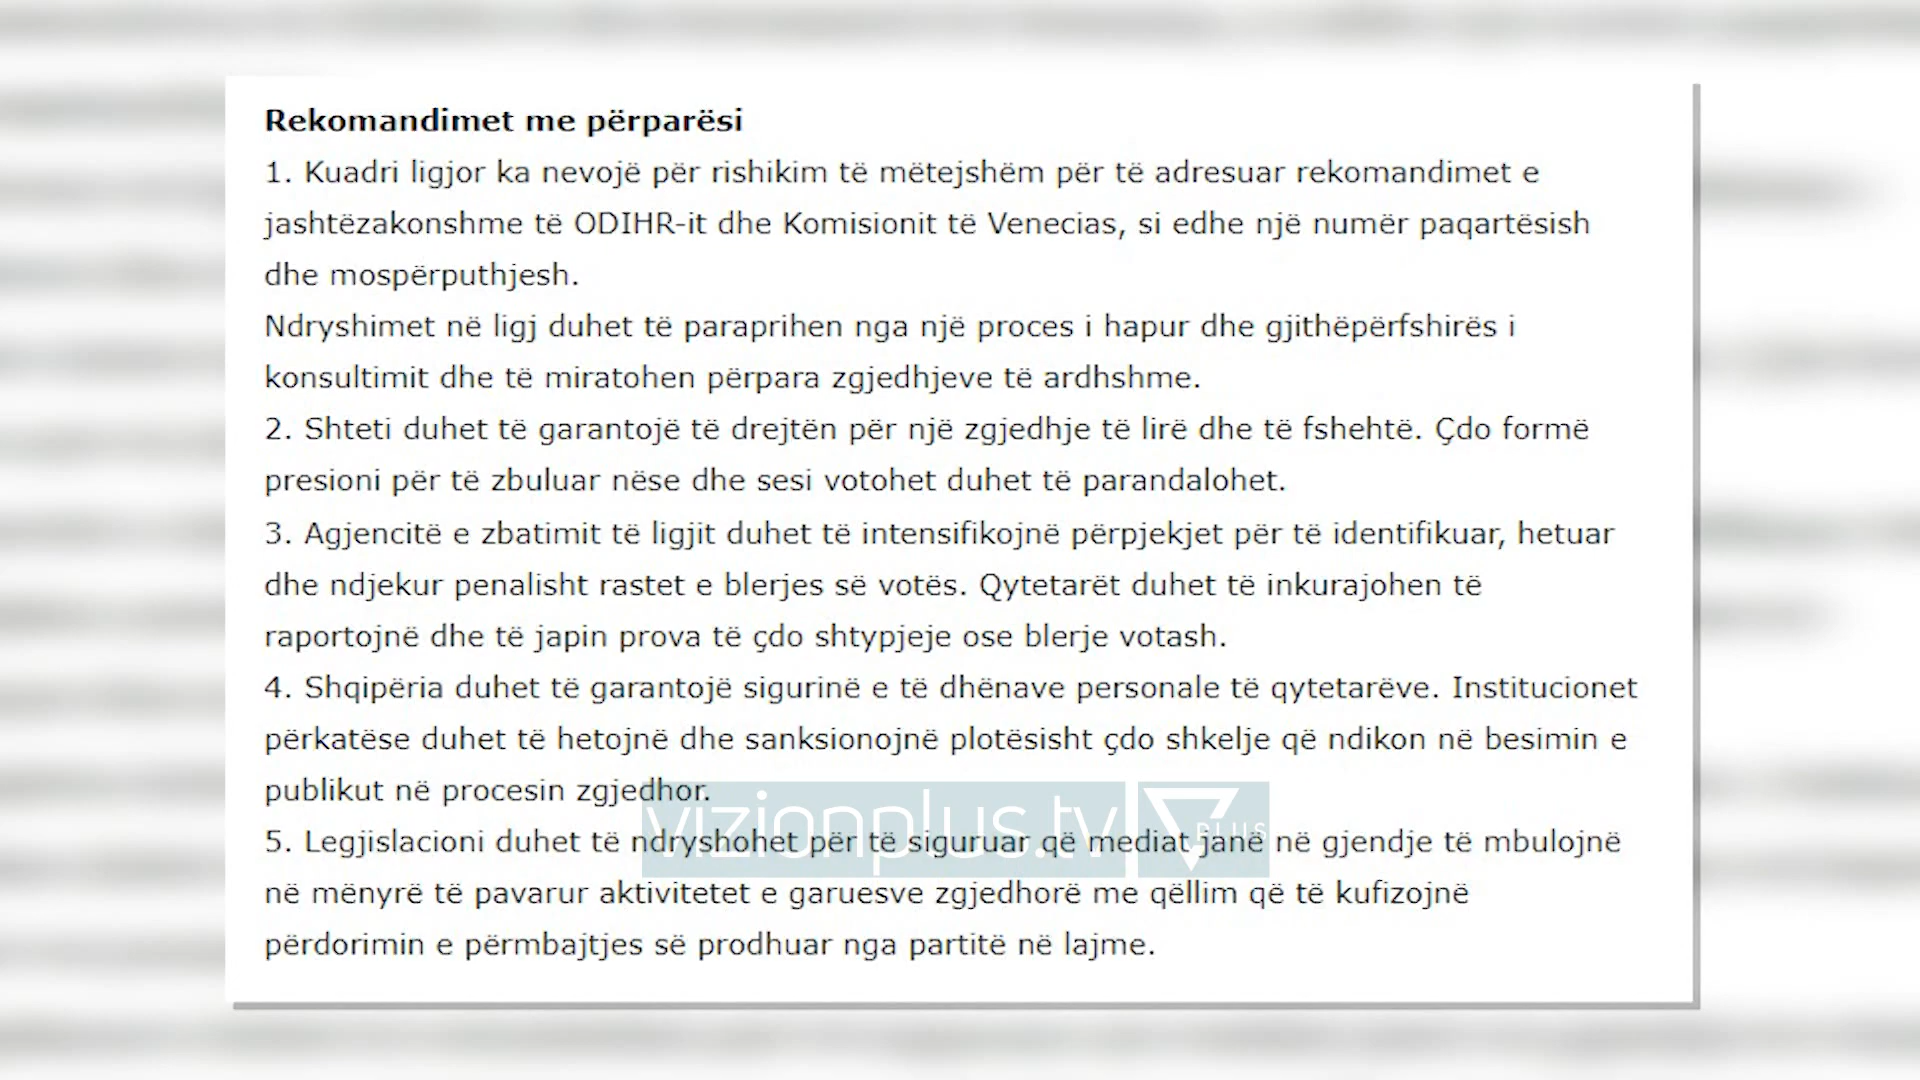 Rekomandimet me përparësi
1. Kuadri ligjor ka nevojë për rishikim të mëtejshëm për të adresuar rekomandimet e
jashtëzakonshme të ODIHR-it dhe Komisionit të Venecias, si edhe një numër paqartësish
dhe mospërputhjesh.
Ndryshimet në ligj duhet të paraprihen nga një proces i hapur dhe gjithëpërfshirës i
konsultimit dhe të miratohen përpara zgjedhjeve të ardhshme.
2. Shteti duhet të garantojë të drejtën për një zgjedhje të lirë dhe të fshehtë. Çdo formë
presioni për të zbuluar nëse dhe sesi votohet duhet të parandalohet.
3. Agjencitë e zbatimit të ligjit duhet të intensifikojnë përpjekjet për të identifikuar, hetuar
dhe ndjekur penalisht rastet e blerjes së votës. Qytetarët duhet të inkurajohen të
raportojnë dhe të japin prova të çdo shtypjeje ose blerje votash.
4. Shqipëria duhet të garantojë sigurinë e të dhënave personale të qytetarëve. Institucionet
përkatëse duhet të hetojnë dhe sanksionojnë plotësisht çdo shkelje që ndikon në besimin e
publikut në procesin zgjedhor.
vizionplus.tv PLUS
5. Legjislacioni duhet të ndryshohet për të siguruar që mediat janë në gjendje të mbulojnë
në mënyrë të pavarur aktivitetet e garuesve zgjedhorë me qëllim që të kufizojnë
përdorimin e përmbajtjes së prodhuar nga partitë në lajme.